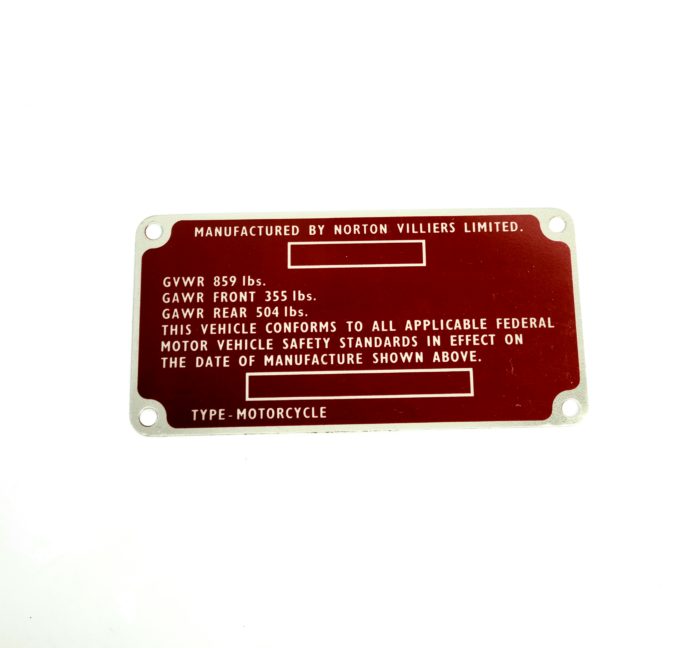 MANUFACTURED BY NORTON VILLIERS LIMITED.
GVWR 859 lbs.
GAWR FRONT 355 lbs.
GAWR REAR 504 lbs.
THIS VEHICLE CONFORMS TO ALL APPLICABLE FEDERAL
MOTOR VEHICLE SAFETY STANDARDS IN EFFECT ON
THE DATE OF MANUFACTURE SHOWN ABOVE.
TYPE-MOTORCYCLE